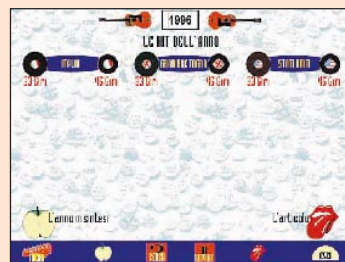 1996
LE HIT DELL'ANNO
ITALIA
GRAN BRETAGNA
STATI UNITI
33 Giri 45 Giri 33 Giri 45 Giri 33 Giri 45 Giri
L'anno in sintesi
L'articolo